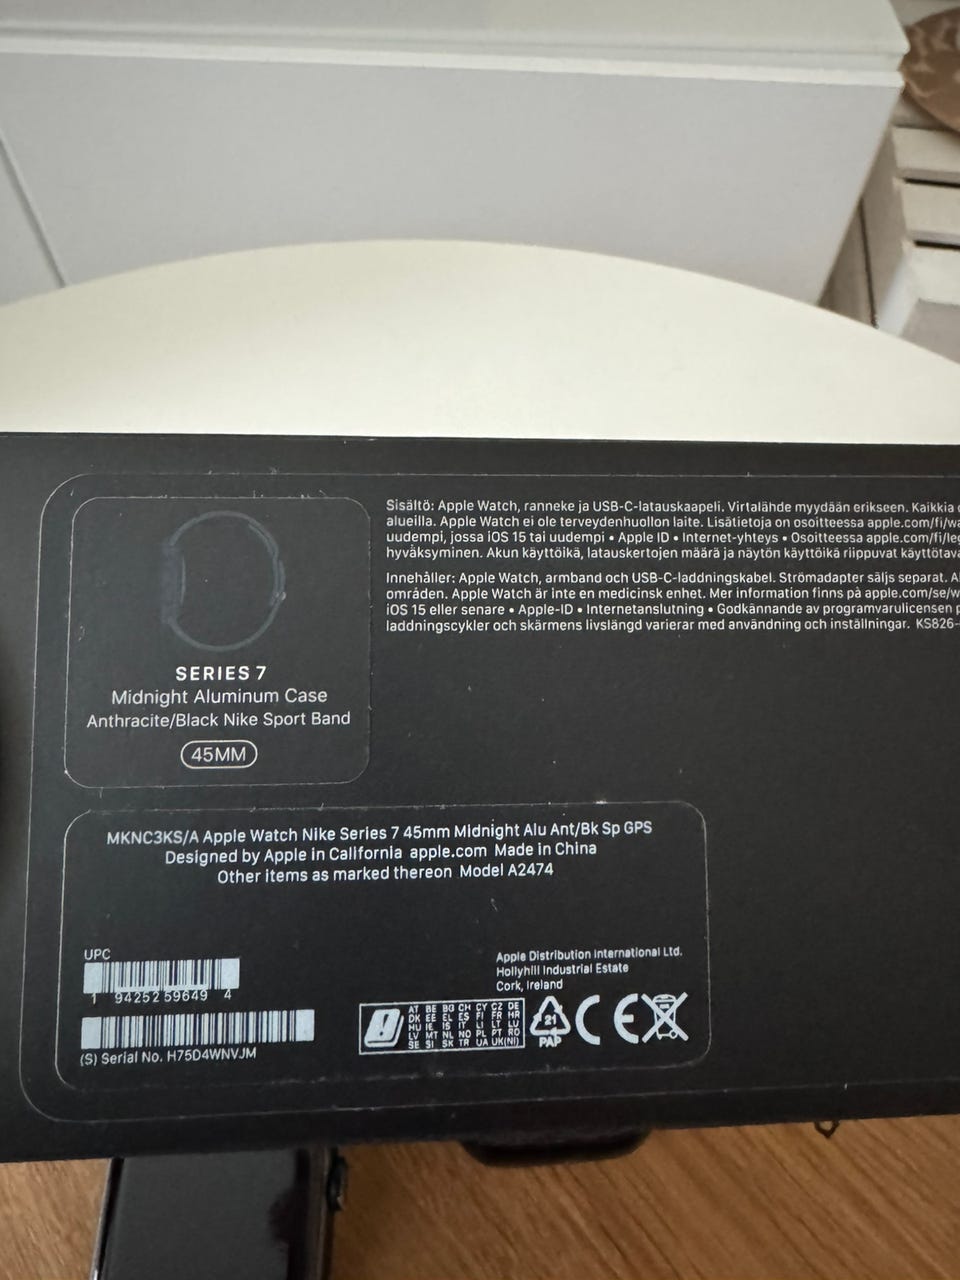 Sisältö: Apple Watch, ranneke ja USB-C-latauskaapeli. Virtalähde myydään erikseen. Kaikkia
alueilla. Apple Watch ei ole terveydenhuollon laite. Lisätietoja on osoitteessa apple.com/fi/wa
uudempi, jossa iOS 15 tai uudempi • Apple ID • Internet-yhteys • Osoitteessa apple.com/fi/leg
hyväksyminen. Akun käyttöikä, latauskertojen määrä ja näytön käyttöikä riippuvat käyttötava
Innehåller: Apple Watch, armband och USB-C-laddningskabel. Strömadapter säljs separat. Al
områden. Apple Watch är inte en medicinsk enhet. Mer information finns på apple.com/se/w
iOS 15 eller senare • Apple-ID • Internetanslutning • Godkännande av programvarulicensen p
laddningscykler och skärmens livslängd varierar med användning och inställningar. KS826-
SERIES 7
Midnight Aluminum Case
Anthracite/Black Nike Sport Band
45MM
MKNC3KS/A Apple Watch Nike Series 7 45mm Midnight Alu Ant/Bk Sp GPS
Designed by Apple in California apple.com Made in China
Other items as marked thereon Model A2474
UPC
1 94252 59649 4
(S) Serial No. H75D4WNVJM
Apple Distribution International Ltd.
Hollyhill Industrial Estate
Cork, Ireland
AT BE BG CH CY CZ DE
DK EE EL ES FI FR HR
HU IE IS IT LI LT LU
LV MT NL NO PL PT RO
SE SI SK TR UA UK(NI)
21
PAP
CE